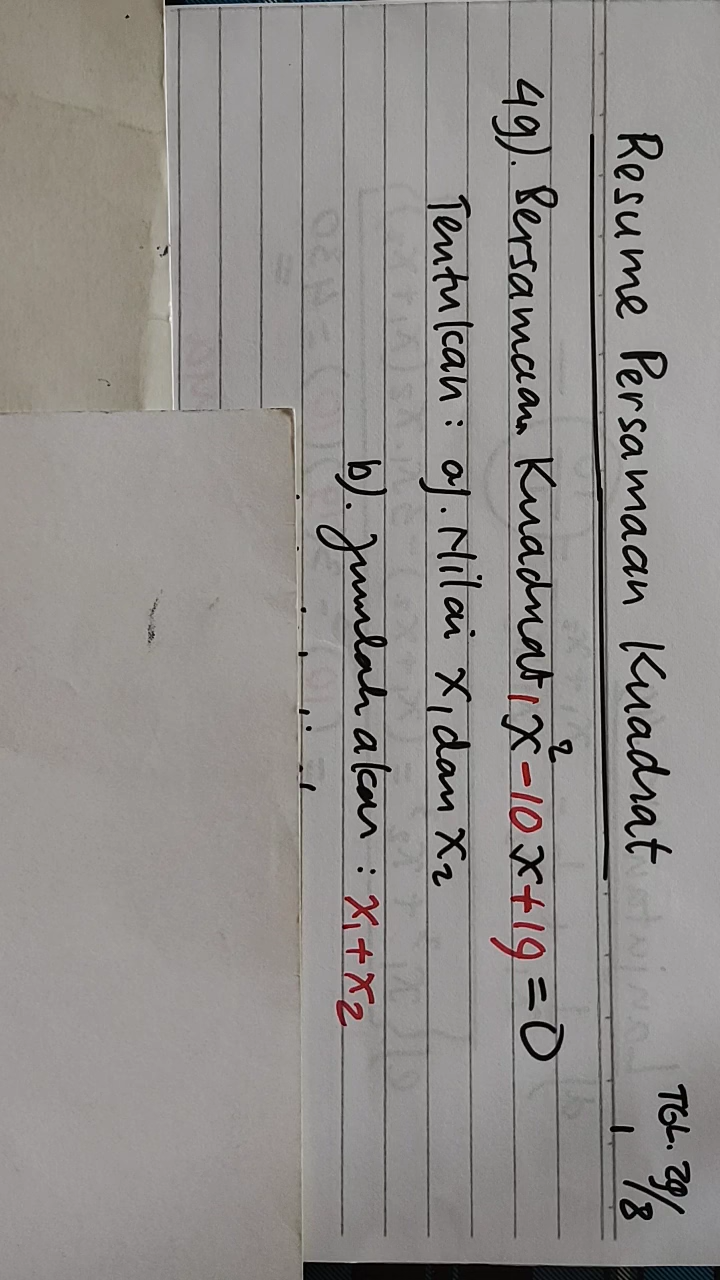 Resume Persamaan Kuadrat
TGL. 29/8
49). Persamaan Kuadrat 1x²-10x+19=0
Tentukan: a). Nilai x₁ dan x₂
b). Jumlah akar: x₁+x₂